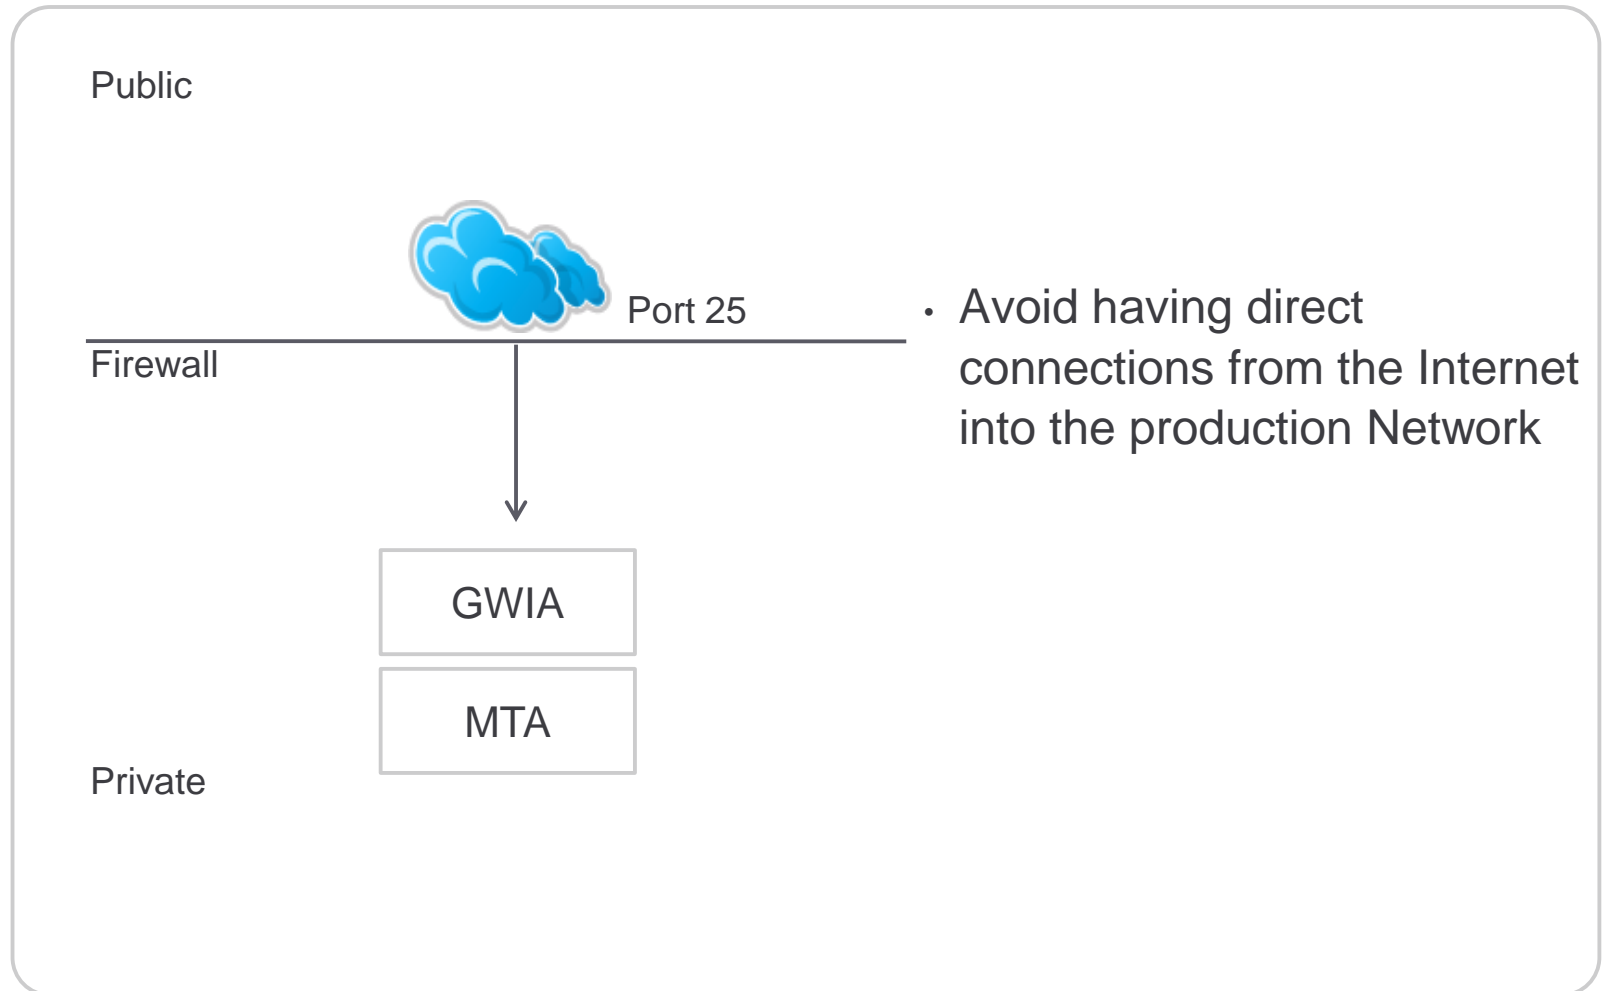 Public
Port 25
Firewall
• Avoid having direct
connections from the Internet
into the production Network
GWIA
MTA
Private